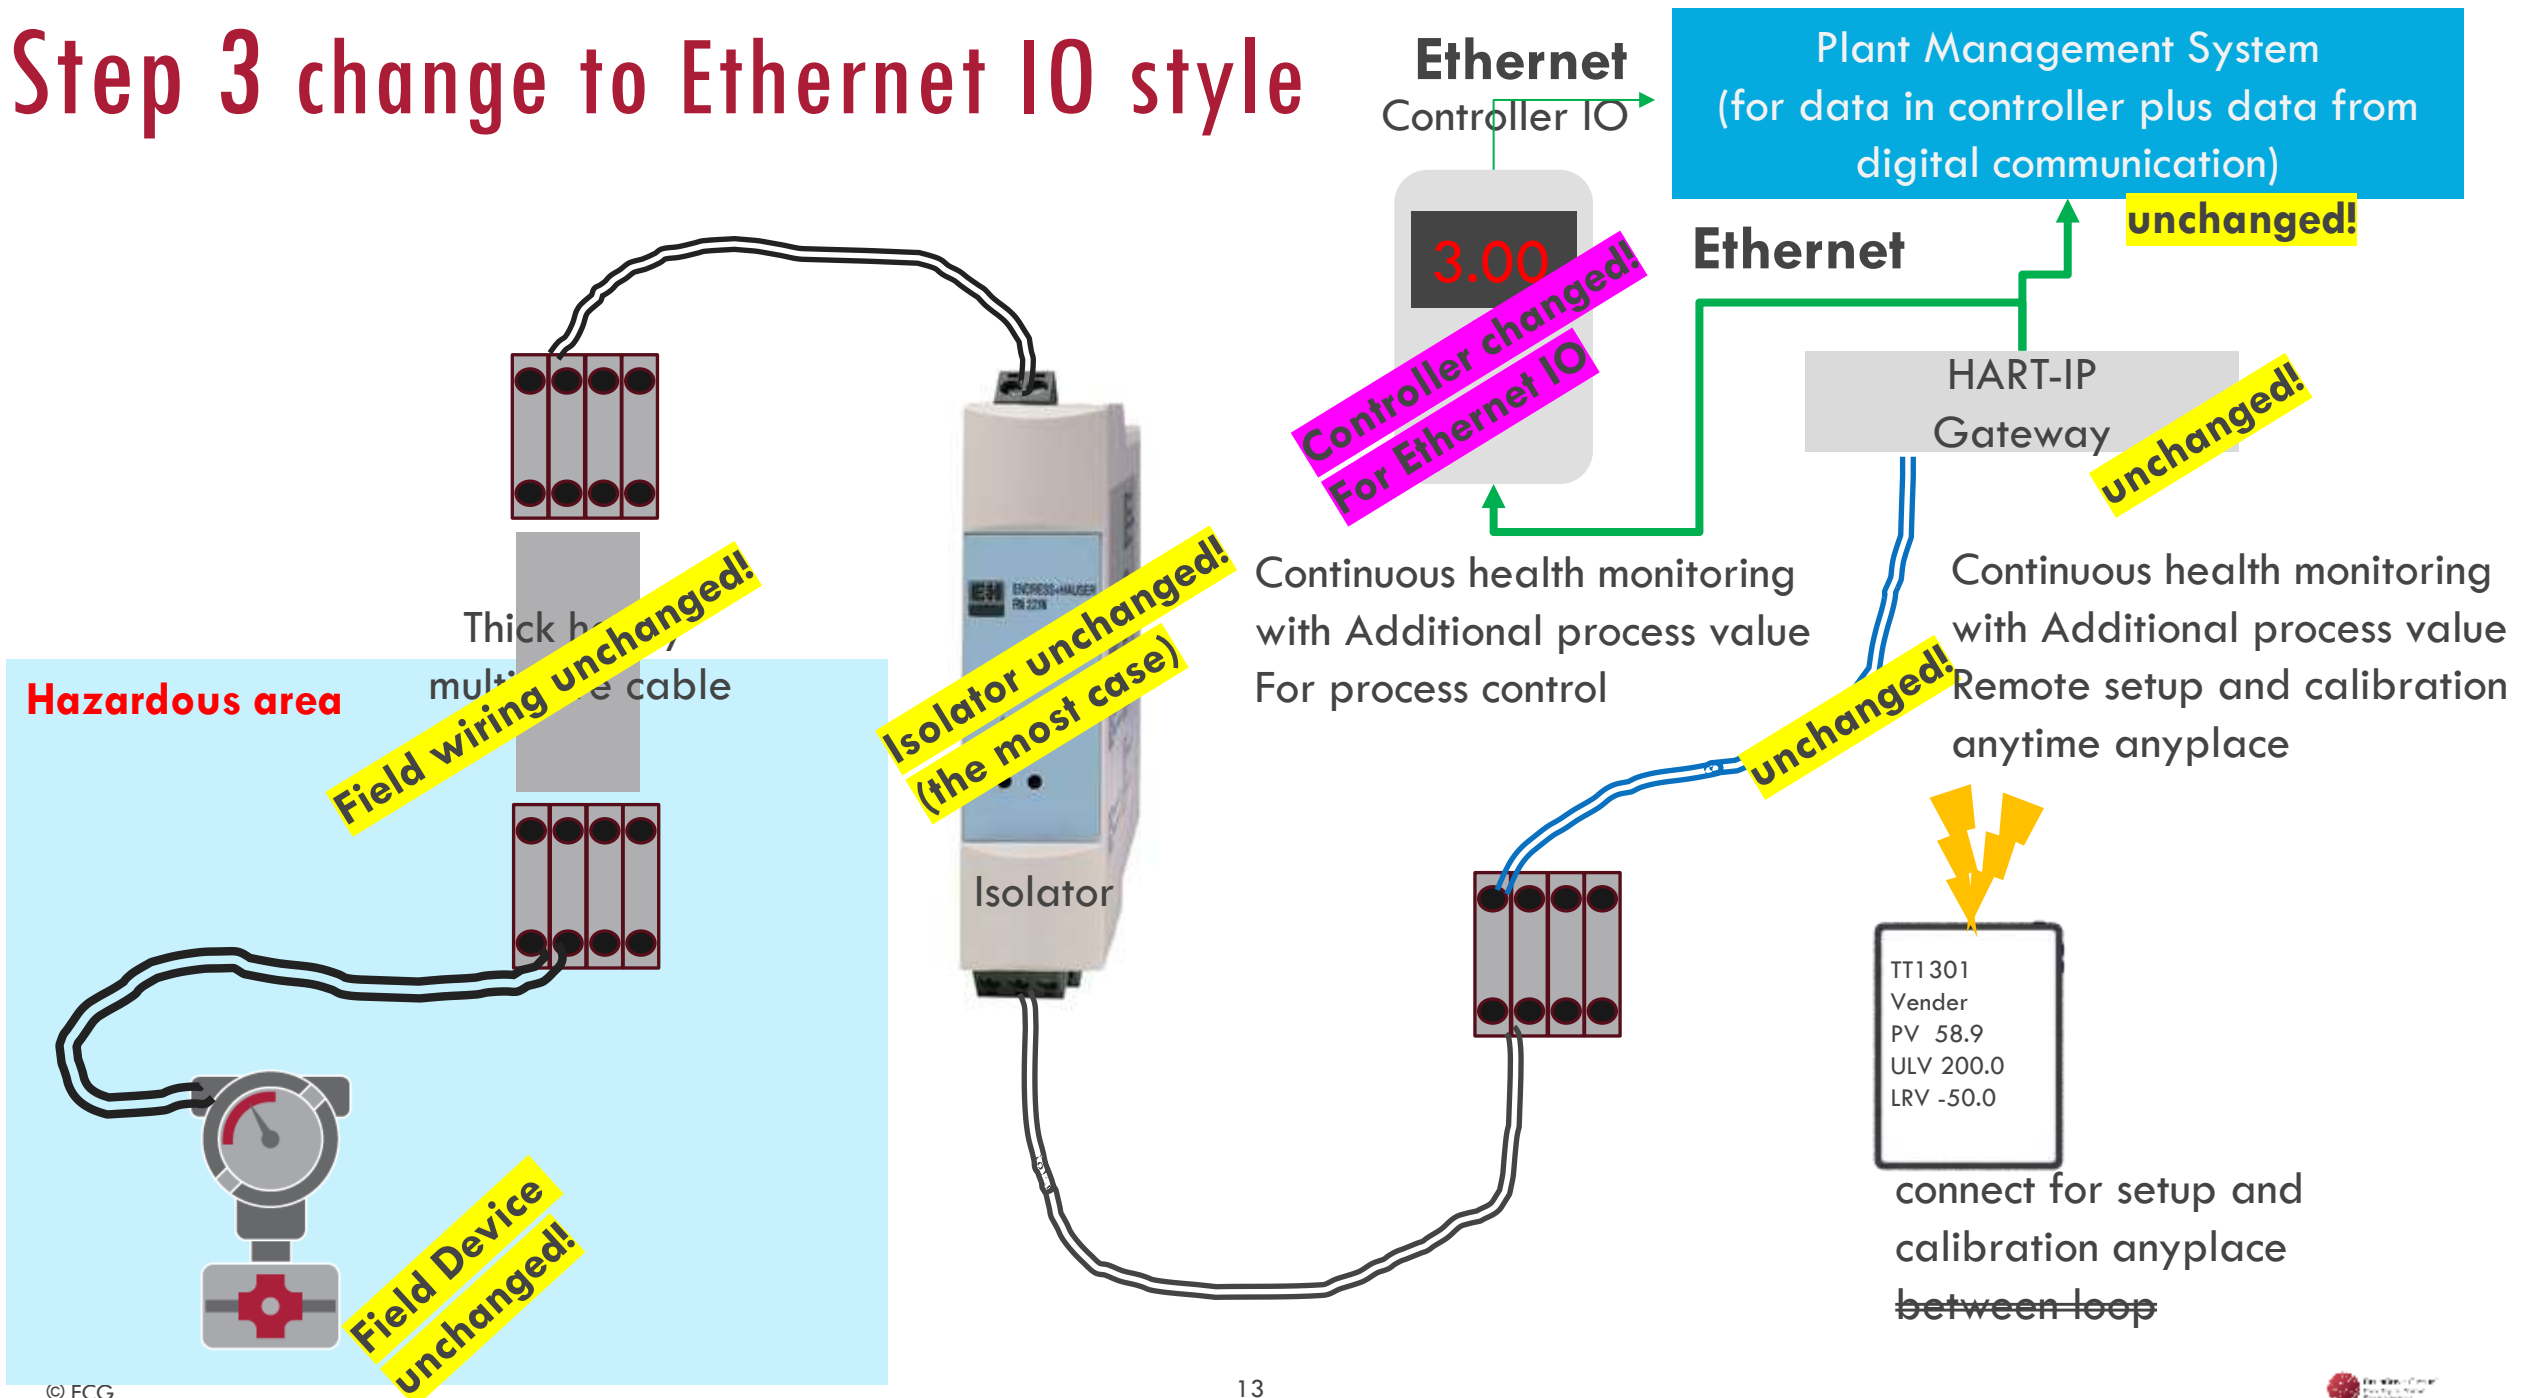 Step 3 change to Ethernet IO style
Ethernet
Controller IO
Plant Management System
(for data in controller plus data from
digital communication)
unchanged!
3.00
Ethernet
Controller changed!
For Ethernet IO
HART-IP
Gateway
unchanged!
Thick
cable
Field wiring unchanged!
Hazardous area
ENDRESS+HAUSER
Isolator unchanged!
(the most case)
Isolator
Continuous health monitoring
with Additional process value
For process control
Continuous health monitoring
with Additional process value
Remote setup and calibration
anytime anyplace
unchanged!
TT1301
Vender
PV 58.9
ULV 200.0
LRV -50.0
connect for setup and
calibration anyplace
between loop
Field Device
unchanged!
© FCG
13